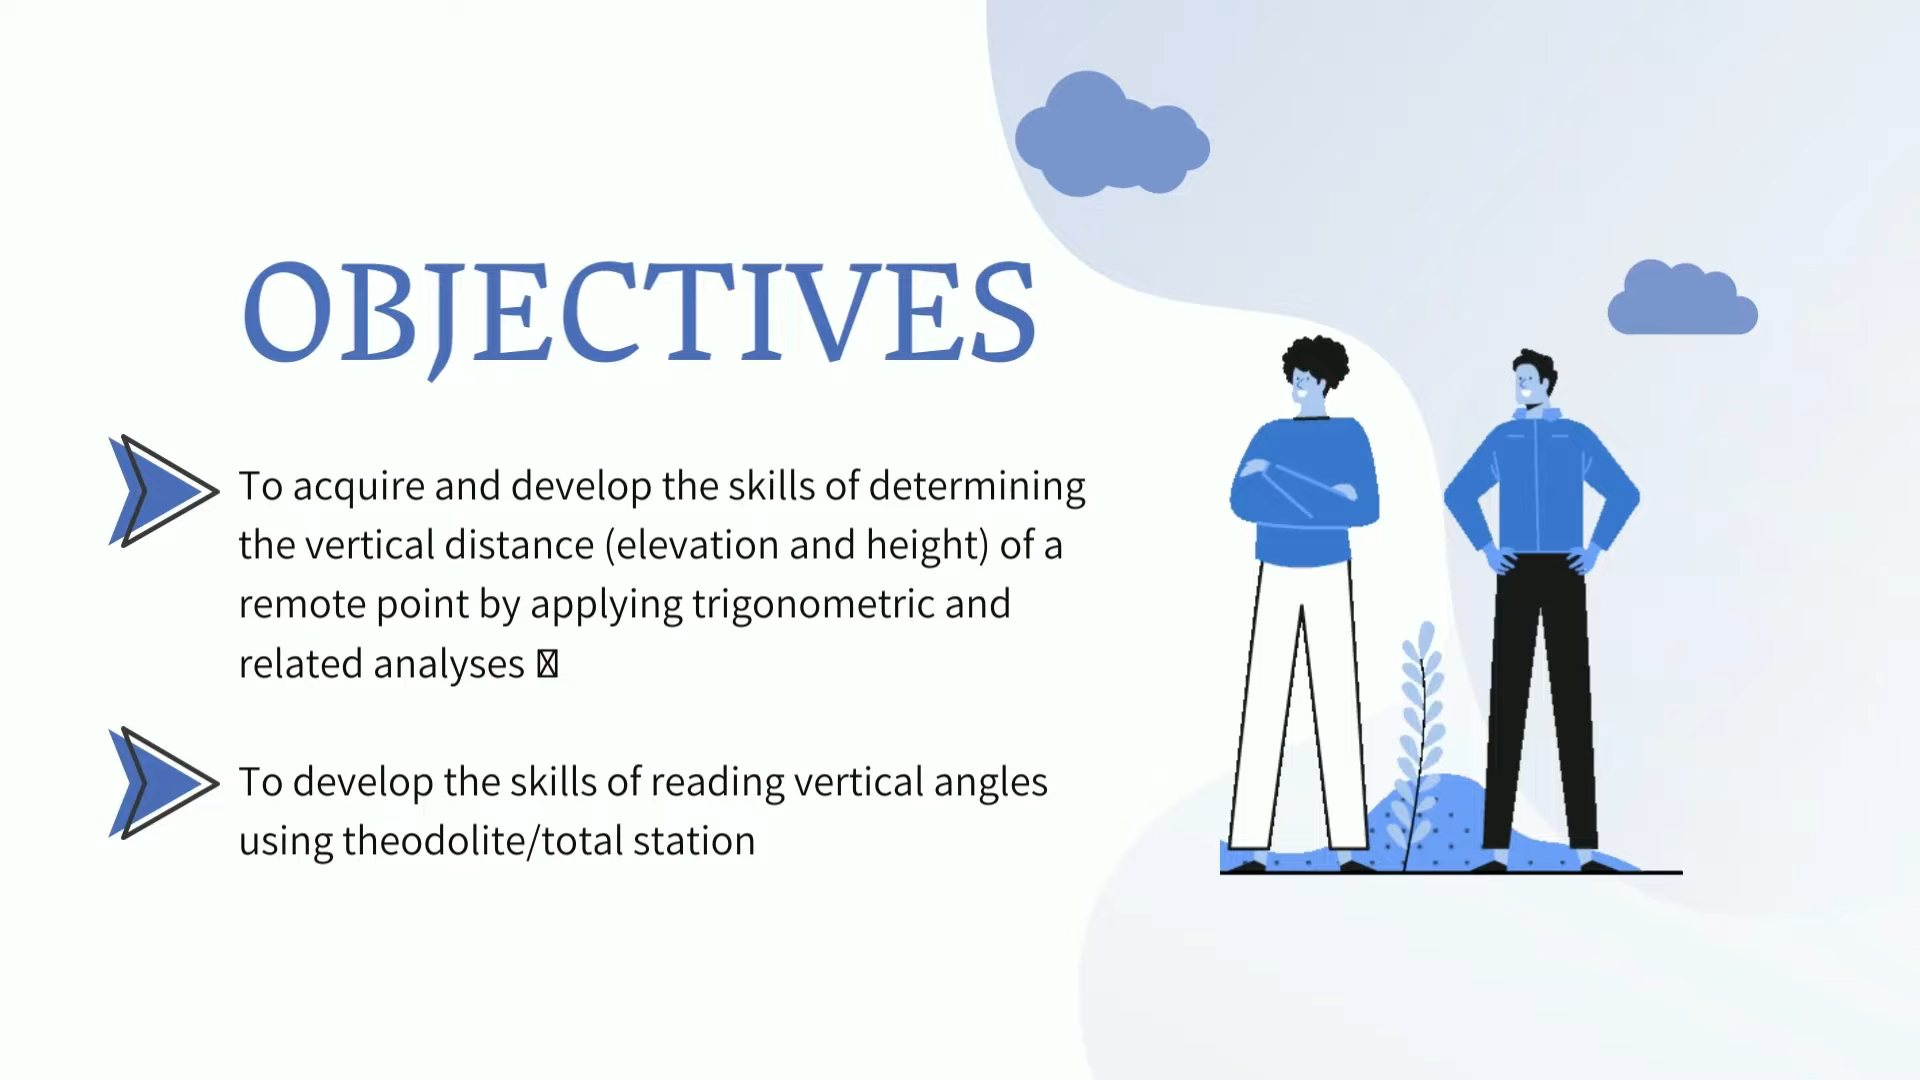 OBJECTIVES
To acquire and develop the skills of determining
the vertical distance (elevation and height) of a
remote point by applying trigonometric and
related analyses
To develop the skills of reading vertical angles
using theodolite/total station